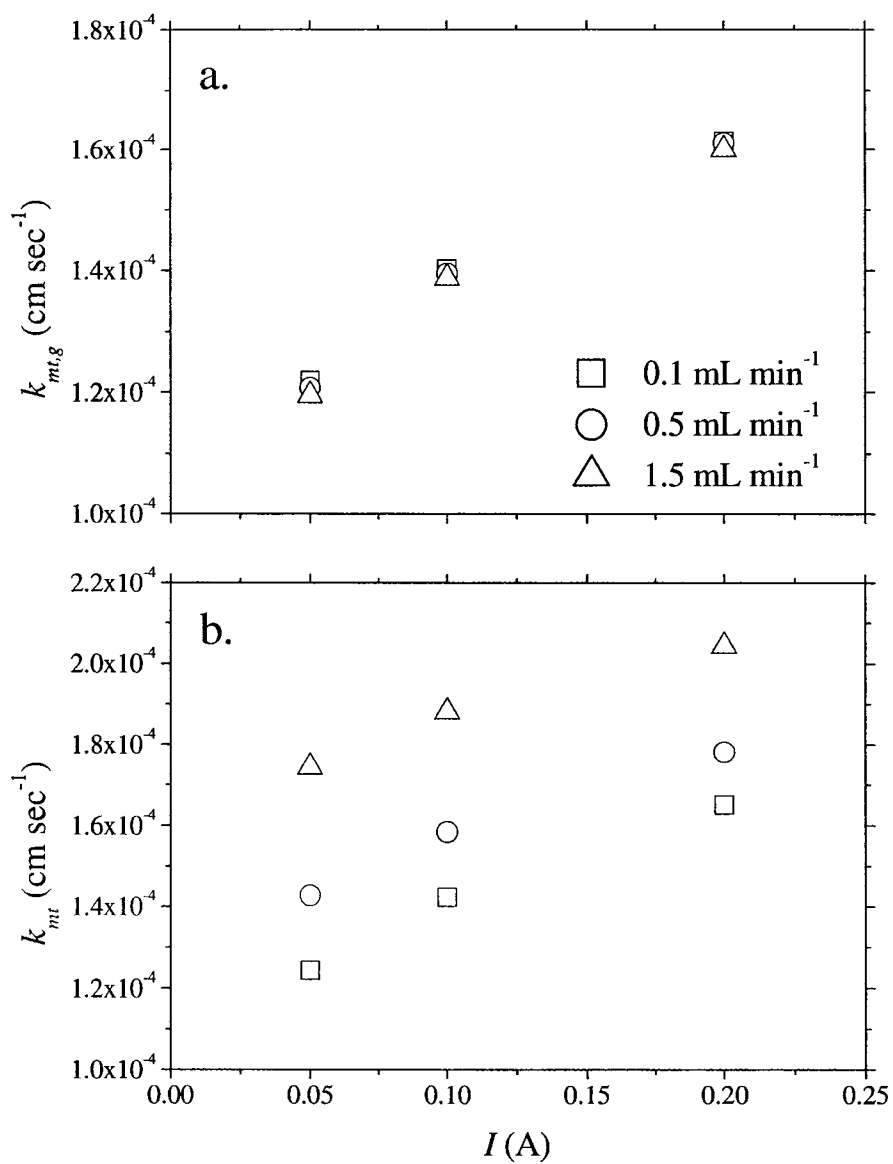 1.8x10⁻⁴
a.
1.6x10⁻⁴
1.4x10⁻⁴
1.2x10⁻⁴
1.0x10⁻⁴
k_mt,g (cm sec⁻¹)
0.1 mL min⁻¹
0.5 mL min⁻¹
1.5 mL min⁻¹
2.2x10⁻⁴
b.
2.0x10⁻⁴
1.8x10⁻⁴
1.6x10⁻⁴
1.4x10⁻⁴
1.2x10⁻⁴
1.0x10⁻⁴
k_mt (cm sec⁻¹)
0.00 0.05 0.10 0.15 0.20 0.25
I (A)